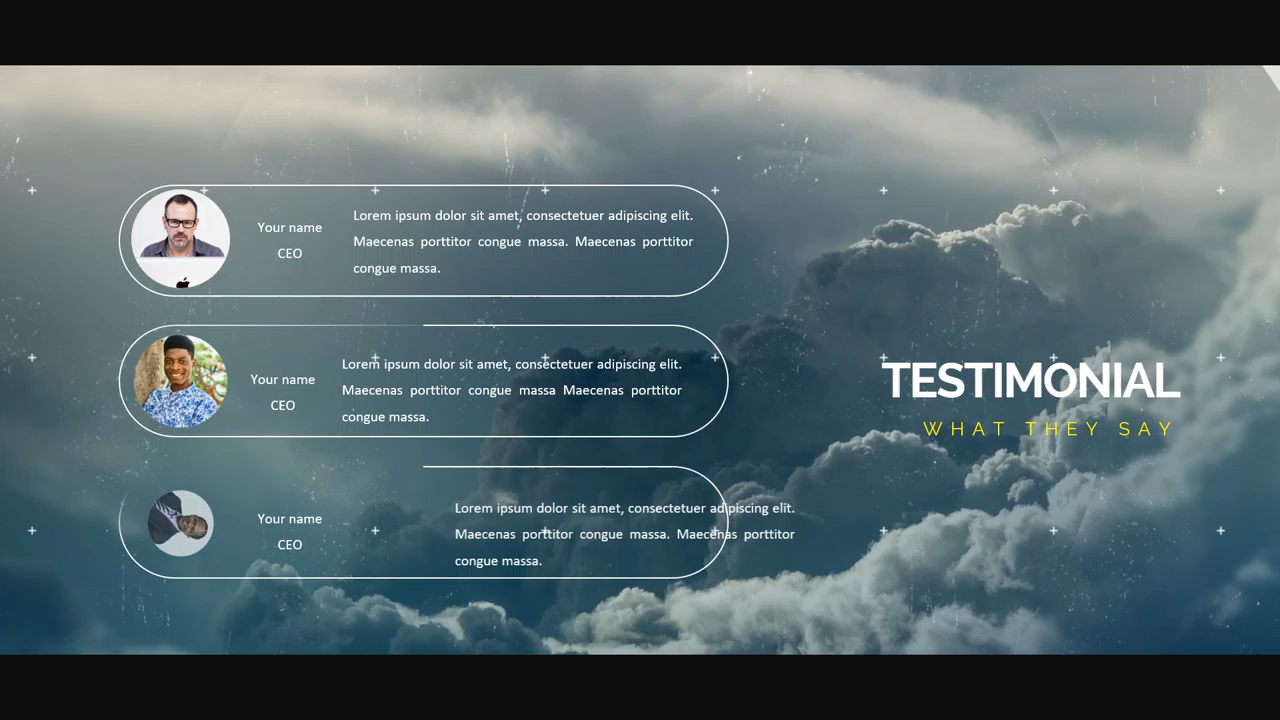 Your name
CEO
Lorem ipsum dolor sit amet, consectetuer adipiscing elit.
Maecenas porttitor congue massa. Maecenas porttitor
congue massa.
Your name
CEO
Lorem ipsum dolor sit amet, consectetuer adipiscing elit.
Maecenas porttitor congue massa Maecenas porttitor
congue massa.
Your name
CEO
Lorem ipsum dolor sit amet, consectetuer adipiscing elit.
Maecenas porttitor congue massa. Maecenas porttitor
congue massa.
TESTIMONIAL
WHAT THEY SAY